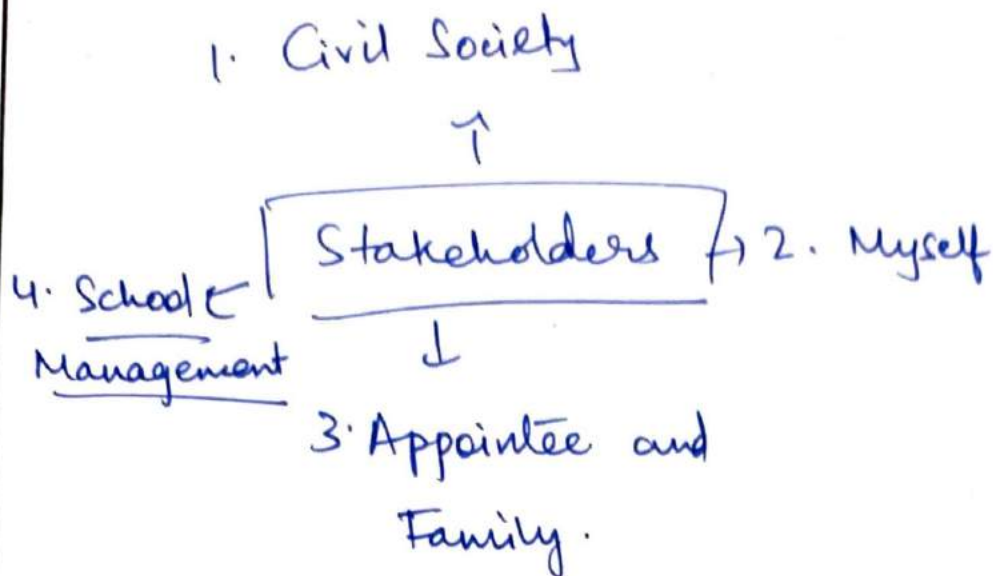 1. Civil Society
↑
Stakeholders → 2. Myself
4. School ←
Management
↓
3. Appointee and
Family.